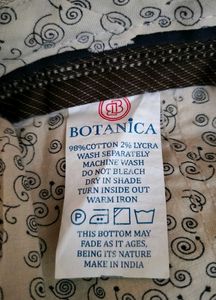 BOTANiCA
98%COTTON 2% LYCRA
WASH SEPARATELY
MACHINE WASH
DO NOT BLEACH
DRY IN SHADE
TURN INSIDE OUT
WARM IRON
P
THIS BOTTOM MAY
FADE AS IT AGES,
BEING ITS NATURE
MAKE IN INDIA